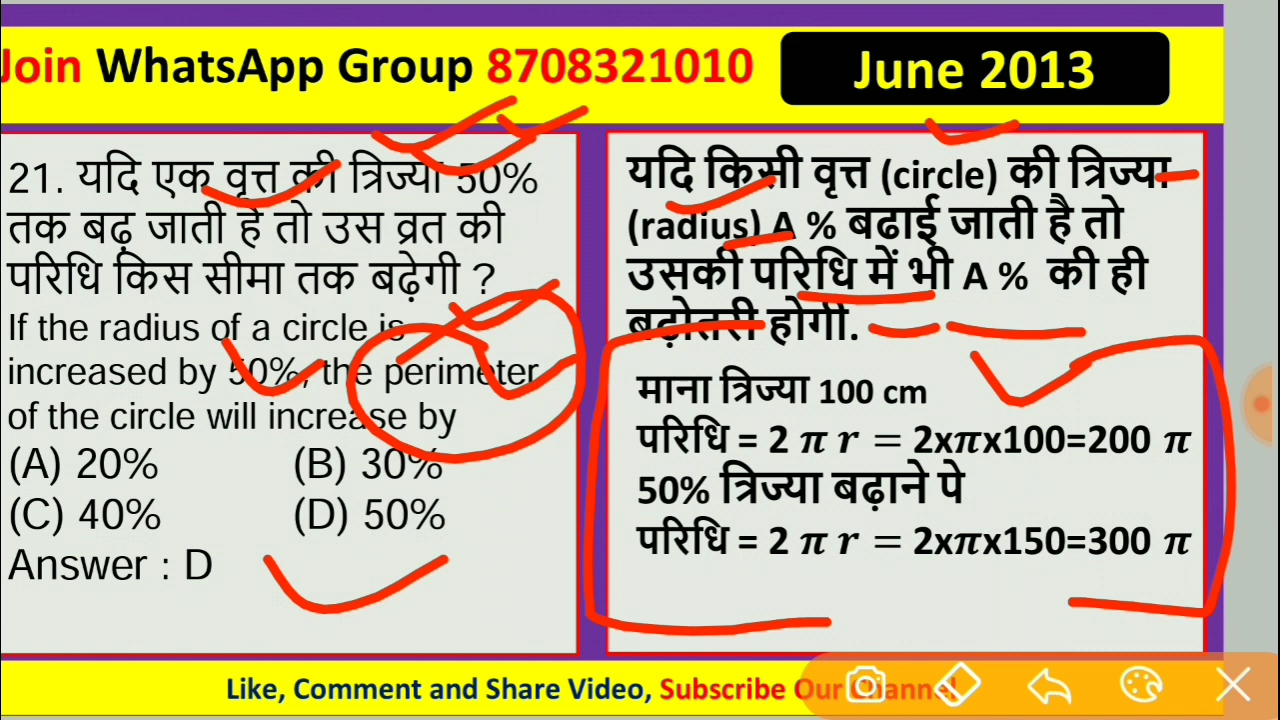 Join WhatsApp Group 8708321010
June 2013
21. यदि एक वृत्त की त्रिज्या 50%
तक बढ़ जाती है तो उस व्रत की
परिधि किस सीमा तक बढ़ेगी ?
If the radius of a circle is
increased by 50%, the perimeter
of the circle will increase by
(A) 20% (B) 30%
(C) 40% (D) 50%
Answer : D
यदि किसी वृत्त (circle) की त्रिज्या
(radius) A % बढाई जाती है तो
उसकी परिधि में भी A % की ही
बढ़ोतरी होगी.
माना त्रिज्या 100 cm
परिधि = 2 𝝅 𝒓 = 2x𝝅x100=200 𝝅
50% त्रिज्या बढ़ाने पे
परिधि = 2 𝝅 𝒓 = 2x𝝅x150=300 𝝅
Like, Comment and Share Video, Subscribe Our Channel